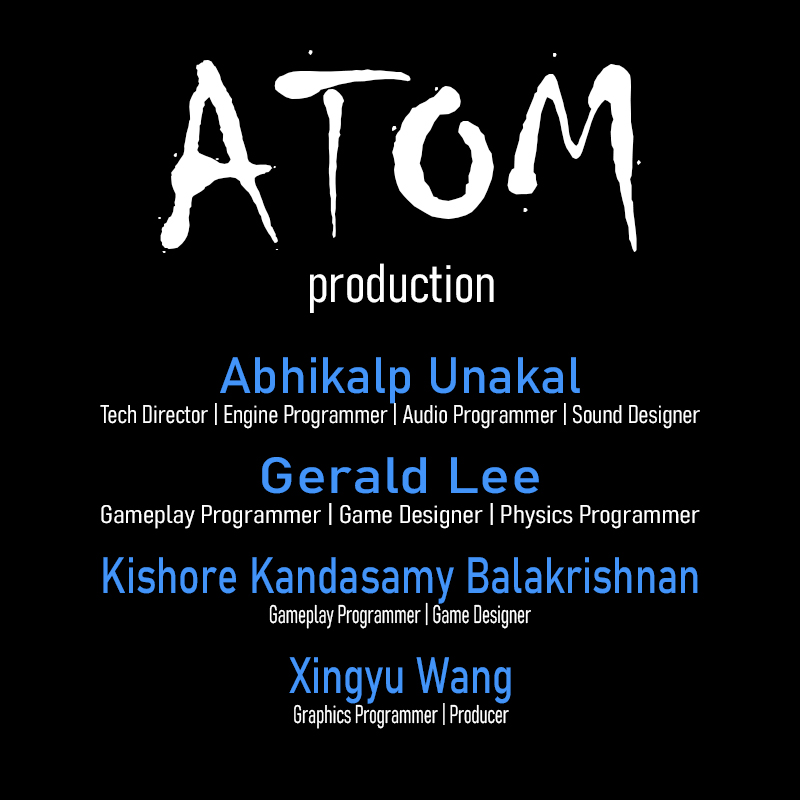 ATOM
production
Abhikalp Unakal
Tech Director | Engine Programmer | Audio Programmer | Sound Designer
Gerald Lee
Gameplay Programmer | Game Designer | Physics Programmer
Kishore Kandasamy Balakrishnan
Gameplay Programmer | Game Designer
Xingyu Wang
Graphics Programmer | Producer